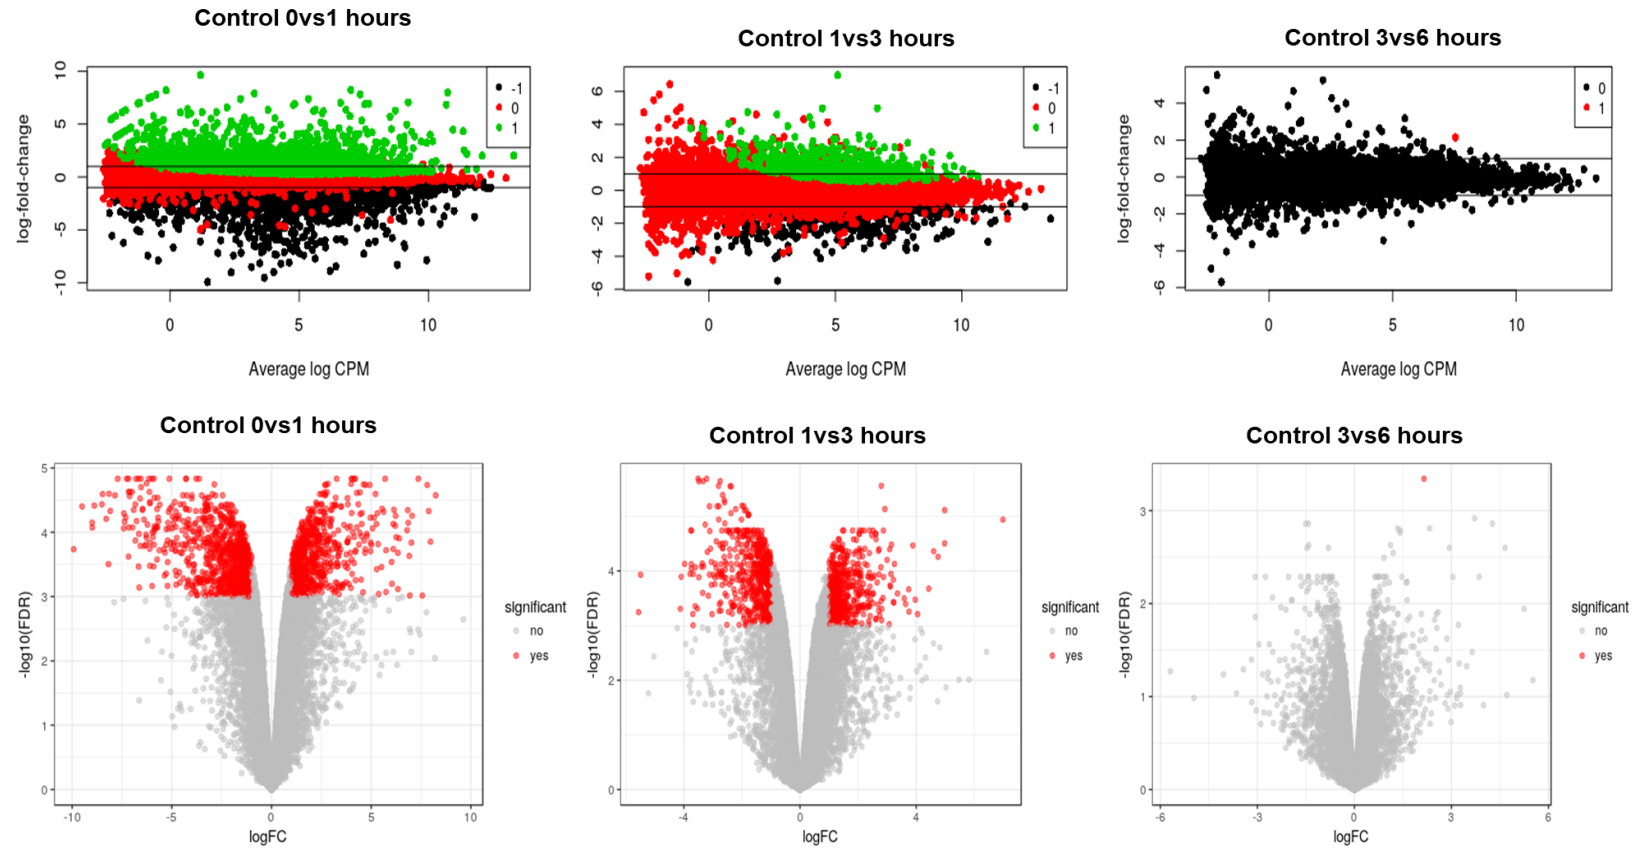 Control 0vs1 hours
log-fold-change
10
5
0
-5
-10
-1
0
1
0
5
10
Average log CPM
Control 1vs3 hours
6
4
2
0
-2
-4
-6
-1
0
1
0
5
10
Average log CPM
Control 3vs6 hours
log-fold-change
4
2
0
-2
-4
-6
0
1
0
5
10
Average log CPM
Control 0vs1 hours
-log10(FDR)
5
4
3
2
1
0
-10
-5
0
5
10
logFC
significant
no
yes
Control 1vs3 hours
-log10(FDR)
4
2
0
-4
0
4
logFC
significant
no
yes
Control 3vs6 hours
-log10(FDR)
3
2
1
0
-6
-3
0
3
6
logFC
significant
no
yes